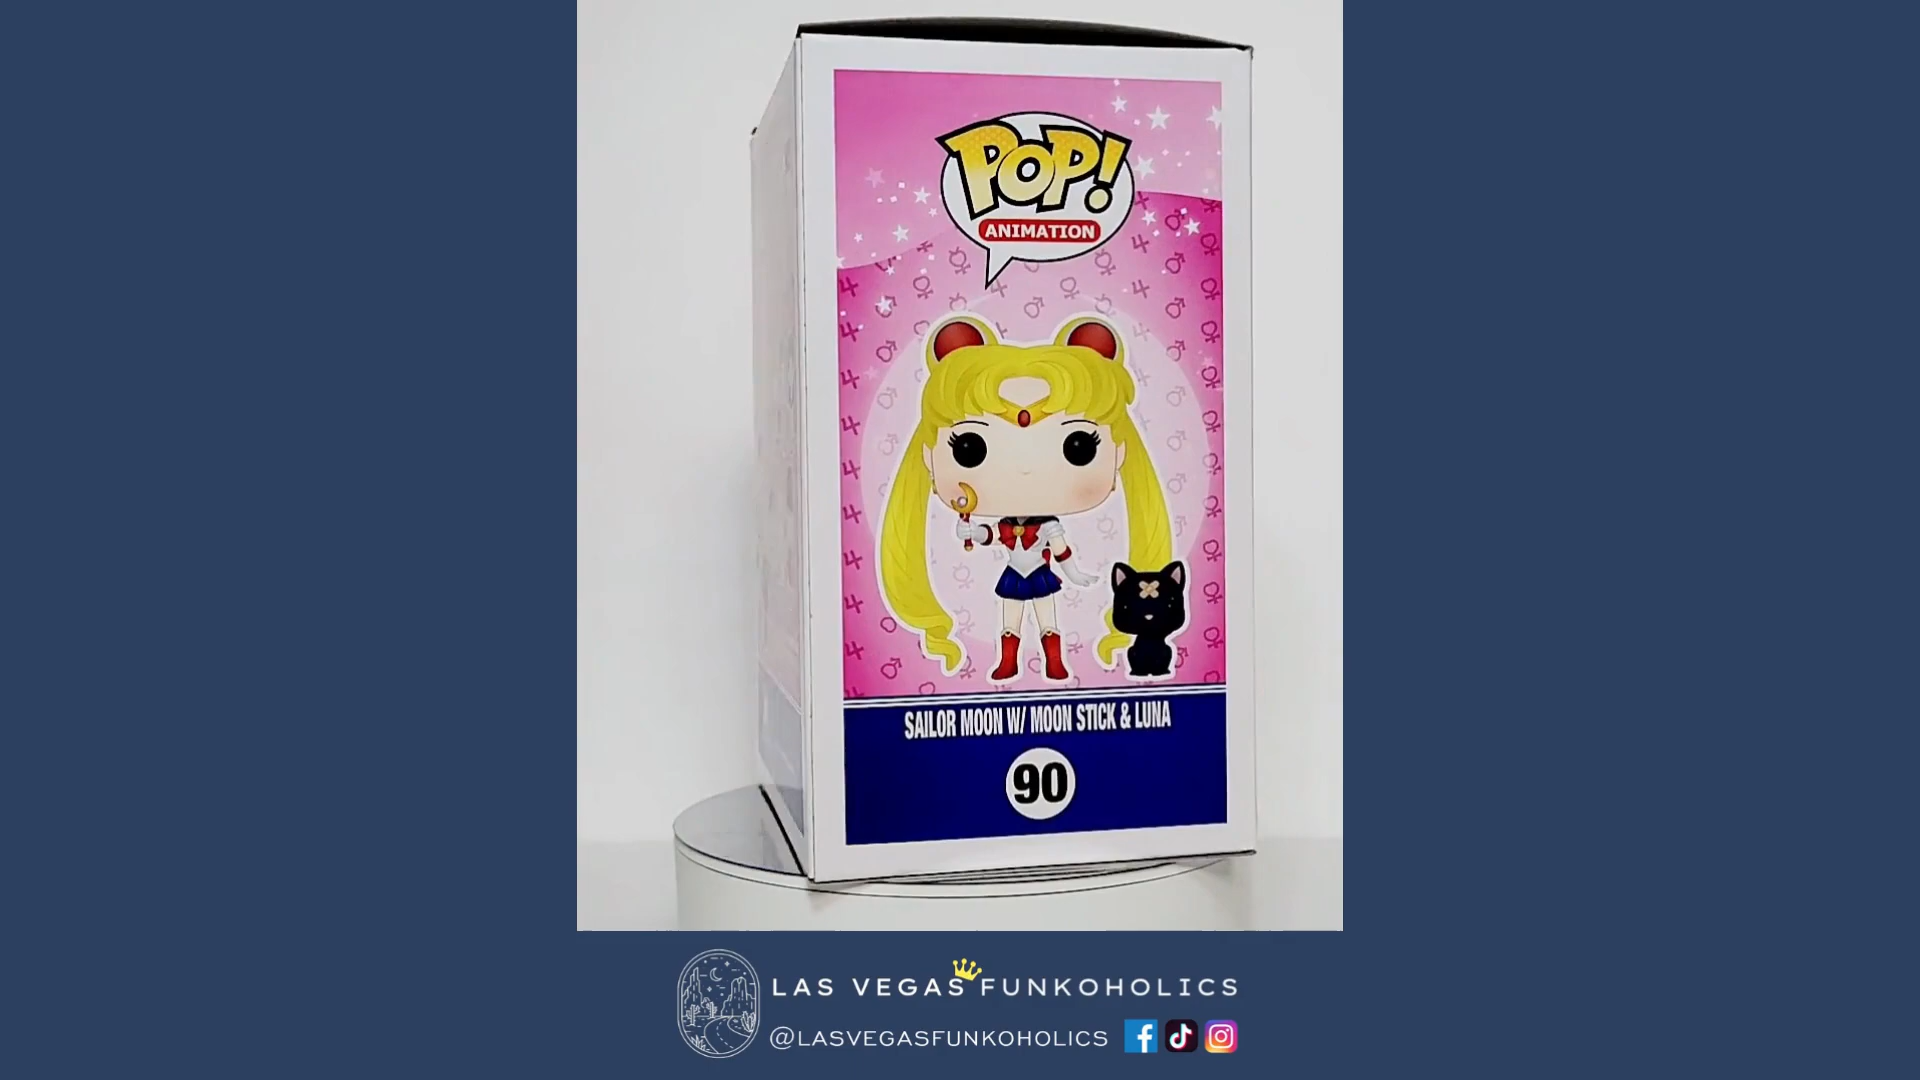 POP!
ANIMATION
SAILOR MOON W/ MOON STICK & LUNA
90
LAS VEGAS FUNKOHOLICS
@LASVEGASFUNKOHOLICS